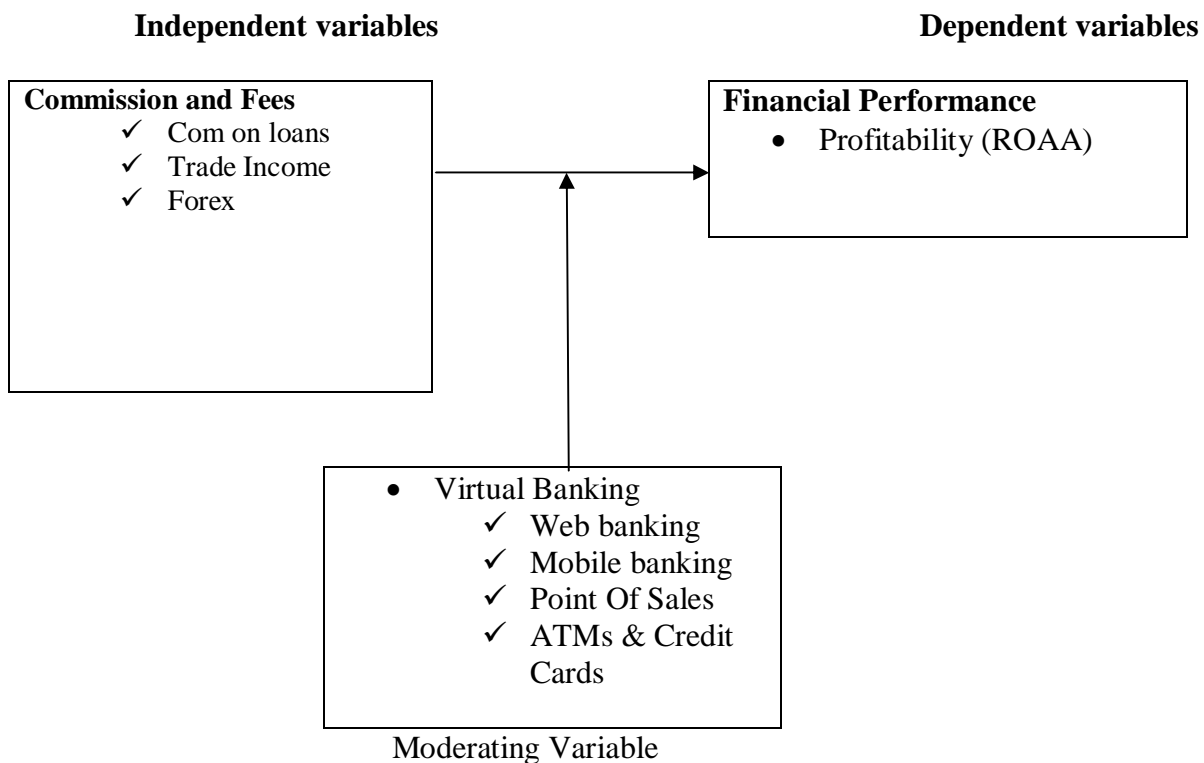 Independent variables
Dependent variables
Commission and Fees
✓ Com on loans
✓ Trade Income
✓ Forex
Financial Performance
• Profitability (ROAA)
• Virtual Banking
✓ Web banking
✓ Mobile banking
✓ Point Of Sales
✓ ATMs & Credit
Cards
Moderating Variable